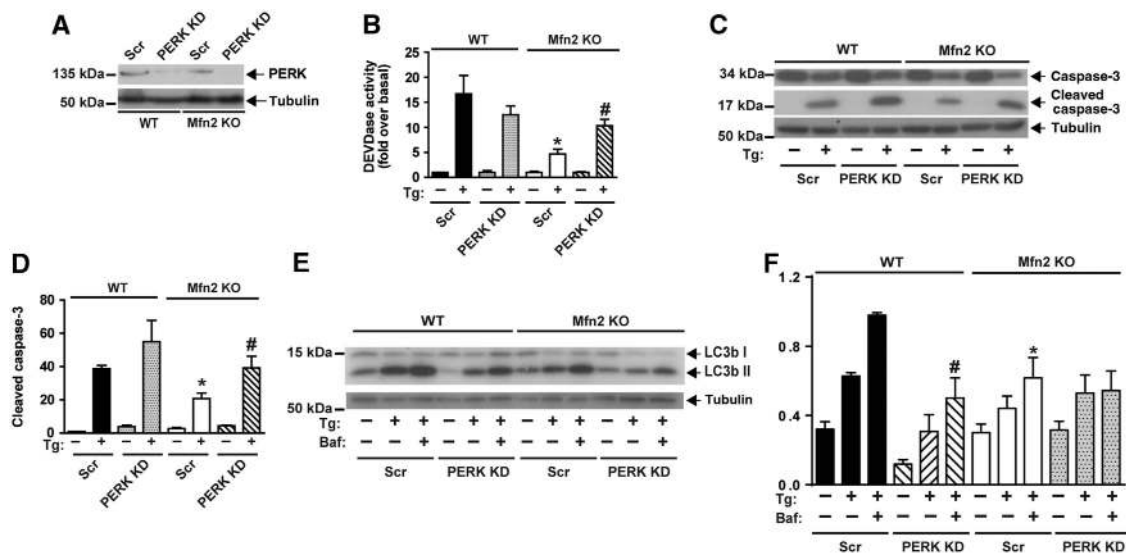 A
Scr
PERK KD
Scr
PERK KD
135 kDa
PERK
50 kDa
Tubulin
WT
Mfn2 KO
B
WT
Mfn2 KO
DEVDase activity
(fold over basal)
25
20
15
10
5
0
*
#
Tg: − + − + − + − +
Scr
PERK KD
Scr
PERK KD
C
WT
Mfn2 KO
34 kDa
Caspase-3
17 kDa
Cleaved
caspase-3
50 kDa
Tubulin
Tg: − + − + − + − +
Scr PERK KD Scr PERK KD
D
WT
Mfn2 KO
Cleaved caspase-3
80
60
40
20
0
*
#
Tg: − + − + − + − +
Scr
PERK KD
Scr
PERK KD
E
WT
Mfn2 KO
15 kDa
LC3b I
LC3b II
50 kDa
Tubulin
Tg: − + + − + + − + + − + +
Baf: + + + +
Scr PERK KD Scr PERK KD
F
WT
Mfn2 KO
1.2
0.8
0.4
0.0
#
*
Tg: − + + − + + − + + − + +
Baf: + + + +
Scr PERK KD Scr PERK KD